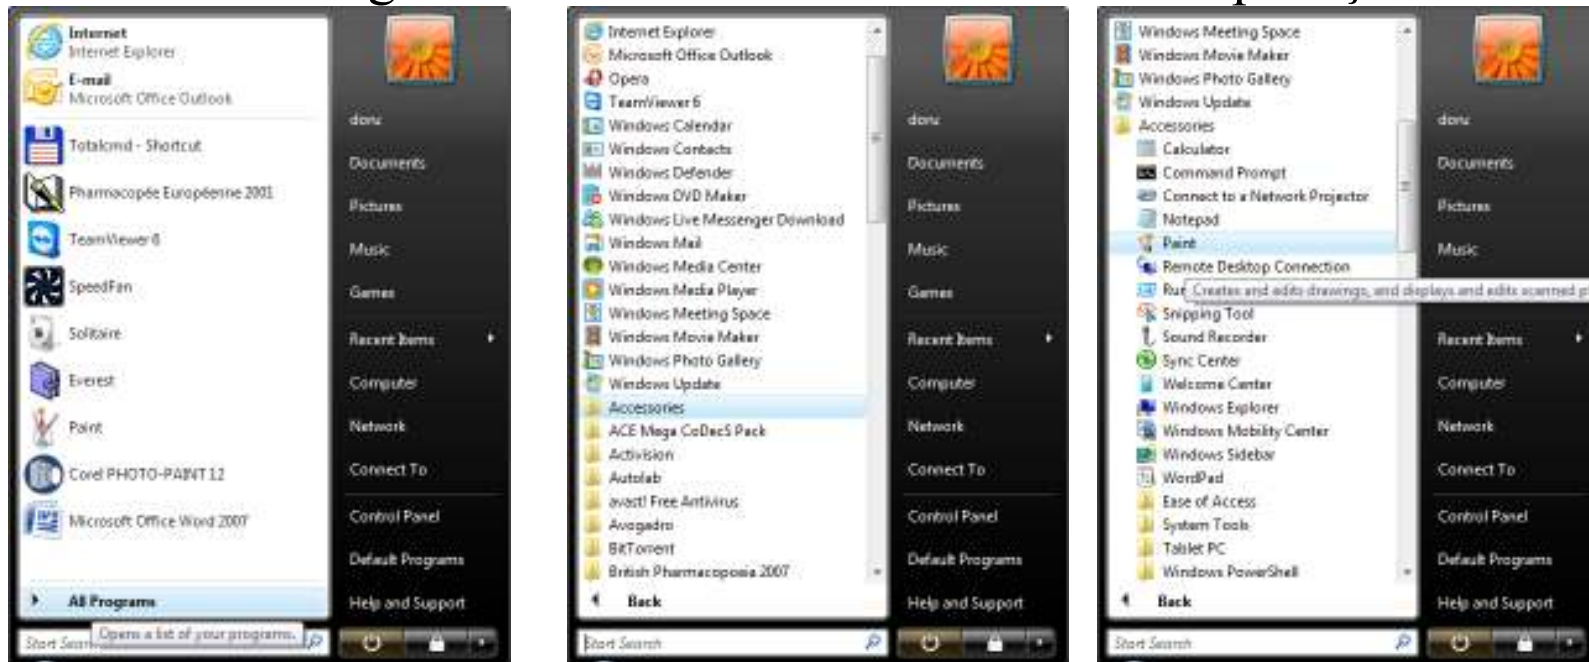 Internet
Internet Explorer
E-mail
Microsoft Office Outlook
Totalcmd - Shortcut
Pharmacopée Européenne 2001
TeamViewer 6
SpeedFan
Solitaire
Everest
Paint
Corel PHOTO-PAINT 12
Microsoft Office Word 2007
All Programs
Opens a list of your programs.
Start
doru
Documents
Pictures
Music
Games
Recent Items
Computer
Network
Connect To
Control Panel
Default Programs
Help and Support
Internet Explorer
Microsoft Office Outlook
Opera
TeamViewer 6
Windows Calendar
Windows Contacts
Windows Defender
Windows DVD Maker
Windows Live Messenger Download
Windows Mail
Windows Media Center
Windows Media Player
Windows Meeting Space
Windows Movie Maker
Windows Photo Gallery
Windows Update
Accessories
ACE Mega CoDecS Pack
Activision
Autolab
avast! Free Antivirus
Avogadro
BitTorrent
British Pharmacopoeia 2007
Back
Start Search
doru
Documents
Pictures
Music
Games
Recent Items
Computer
Network
Connect To
Control Panel
Default Programs
Help and Support
Windows Meeting Space
Windows Movie Maker
Windows Photo Gallery
Windows Update
Accessories
Calculator
Command Prompt
Connect to a Network Projector
Notepad
Paint
Remote Desktop Connection
Creates and edits drawings, and displays and edits scanned
Snipping Tool
Sound Recorder
Sync Center
Welcome Center
Windows Explorer
Windows Mobility Center
Windows Sidebar
WordPad
Ease of Access
System Tools
Tablet PC
Windows PowerShell
Back
Start Search
doru
Documents
Pictures
Music
Recent Items
Computer
Network
Connect To
Control Panel
Default Programs
Help and Support